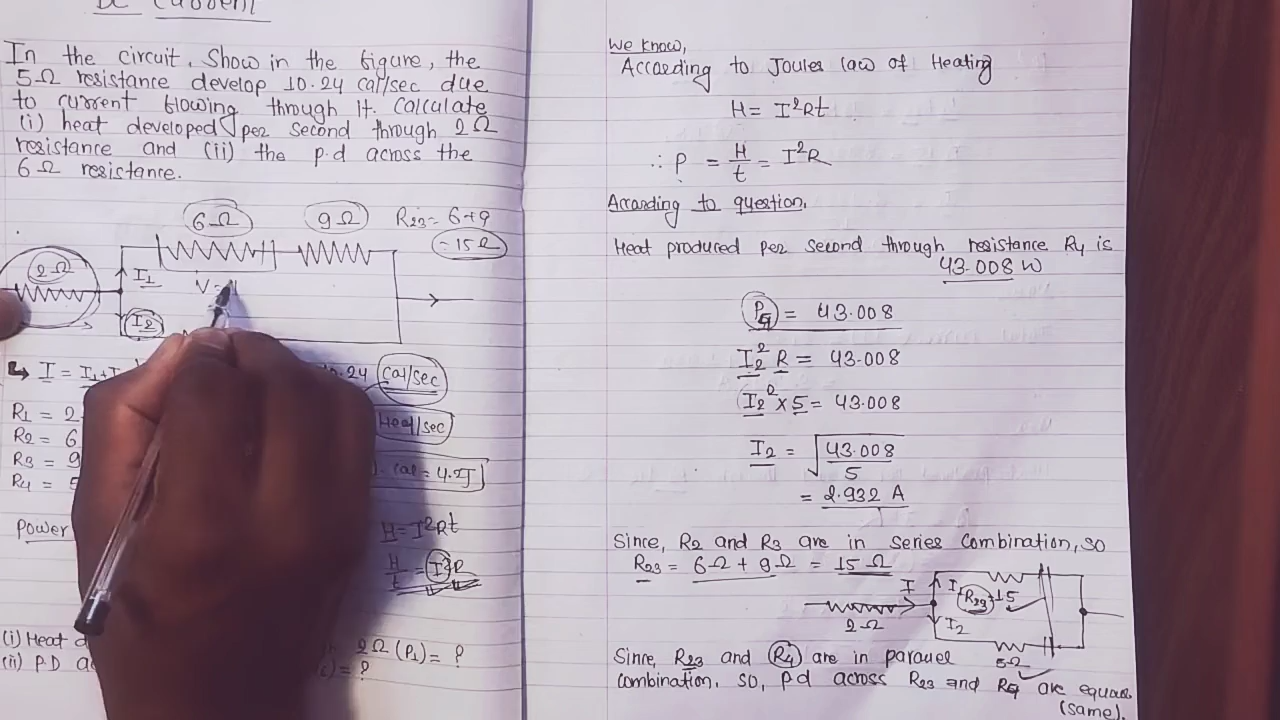 DC Current
In the circuit, Show in the figure, the
5Ω resistance develop 10.24 cal/sec due
to current flowing through it. Calculate
(i) heat developed per second through 2Ω
resistance and (ii) the p.d across the
6Ω resistance.
6Ω 9Ω R23 = 6+9
= 15Ω
2Ω
I1
V=
I2
I = I1+I
10.24 Cal/sec
R1 = 2
R2 = 6
R3 = 9
R4 = 5
Heat/sec
cal = 4.2J
Power
H = I²Rt
H/t = I²R
(i) Heat d
2Ω (P1) = ?
(ii) P.D ac
= ?
We know,
According to Joules law of Heating
H = I²Rt
∴ P = H/t = I²R
According to question,
Heat produced per second through resistance R4 is
43.008 W
P4 = 43.008
I2² R = 43.008
I2² × 5 = 43.008
I2 = √43.008/5
= 2.932 A
Since, R2 and R3 are in series combination, so
R23 = 6Ω + 9Ω = 15Ω
I I1 R23 = 15
2Ω I2
5Ω
Since, R23 and R4 are in parallel
combination, so, p.d across R23 and R4 are equal
(same).